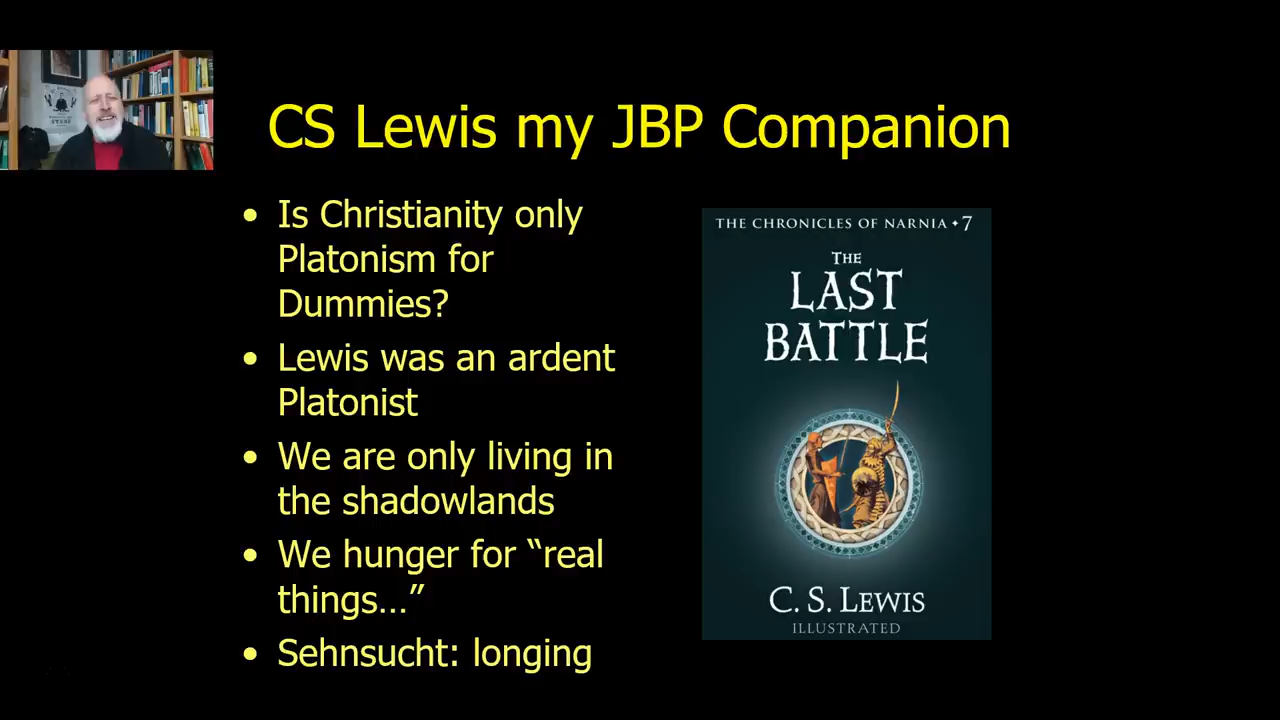 CS Lewis my JBP Companion
• Is Christianity only
Platonism for
Dummies?
• Lewis was an ardent
Platonist
• We are only living in
the shadowlands
• We hunger for “real
things…”
• Sehnsucht: longing
THE CHRONICLES OF NARNIA • 7
THE
LAST
BATTLE
C. S. LEWIS
ILLUSTRATED